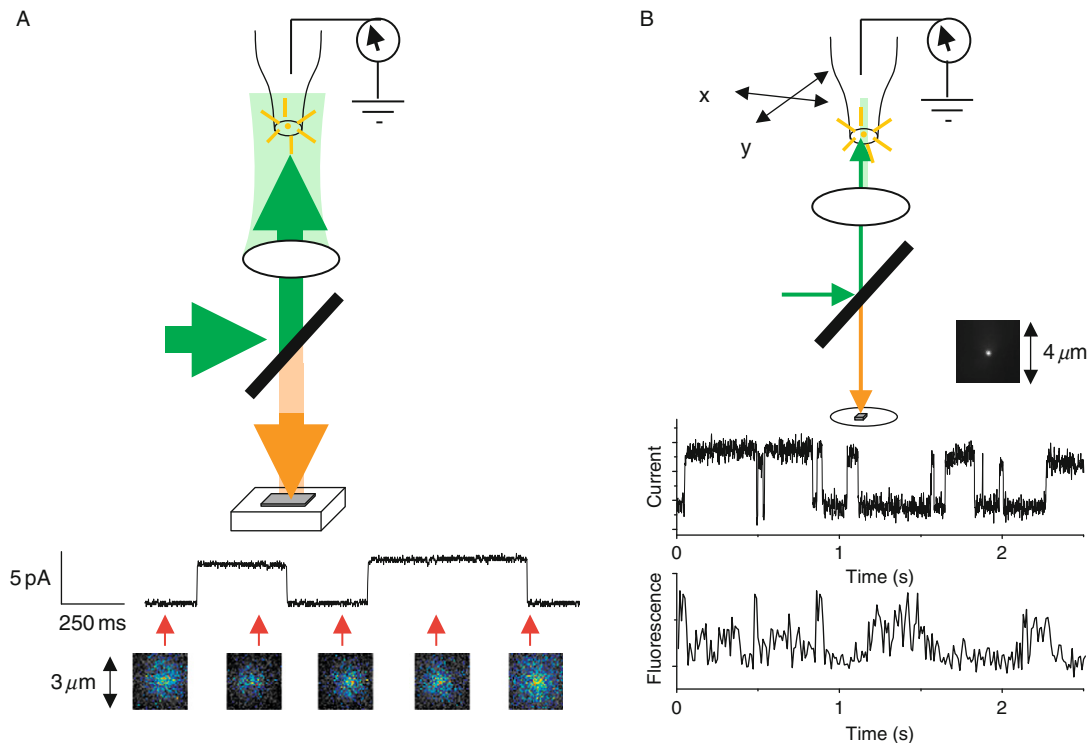 A
5 pA
250 ms
3 μm
B
x
y
4 μm
Current
0
1
2
Time (s)
Fluorescence
0
1
2
Time (s)